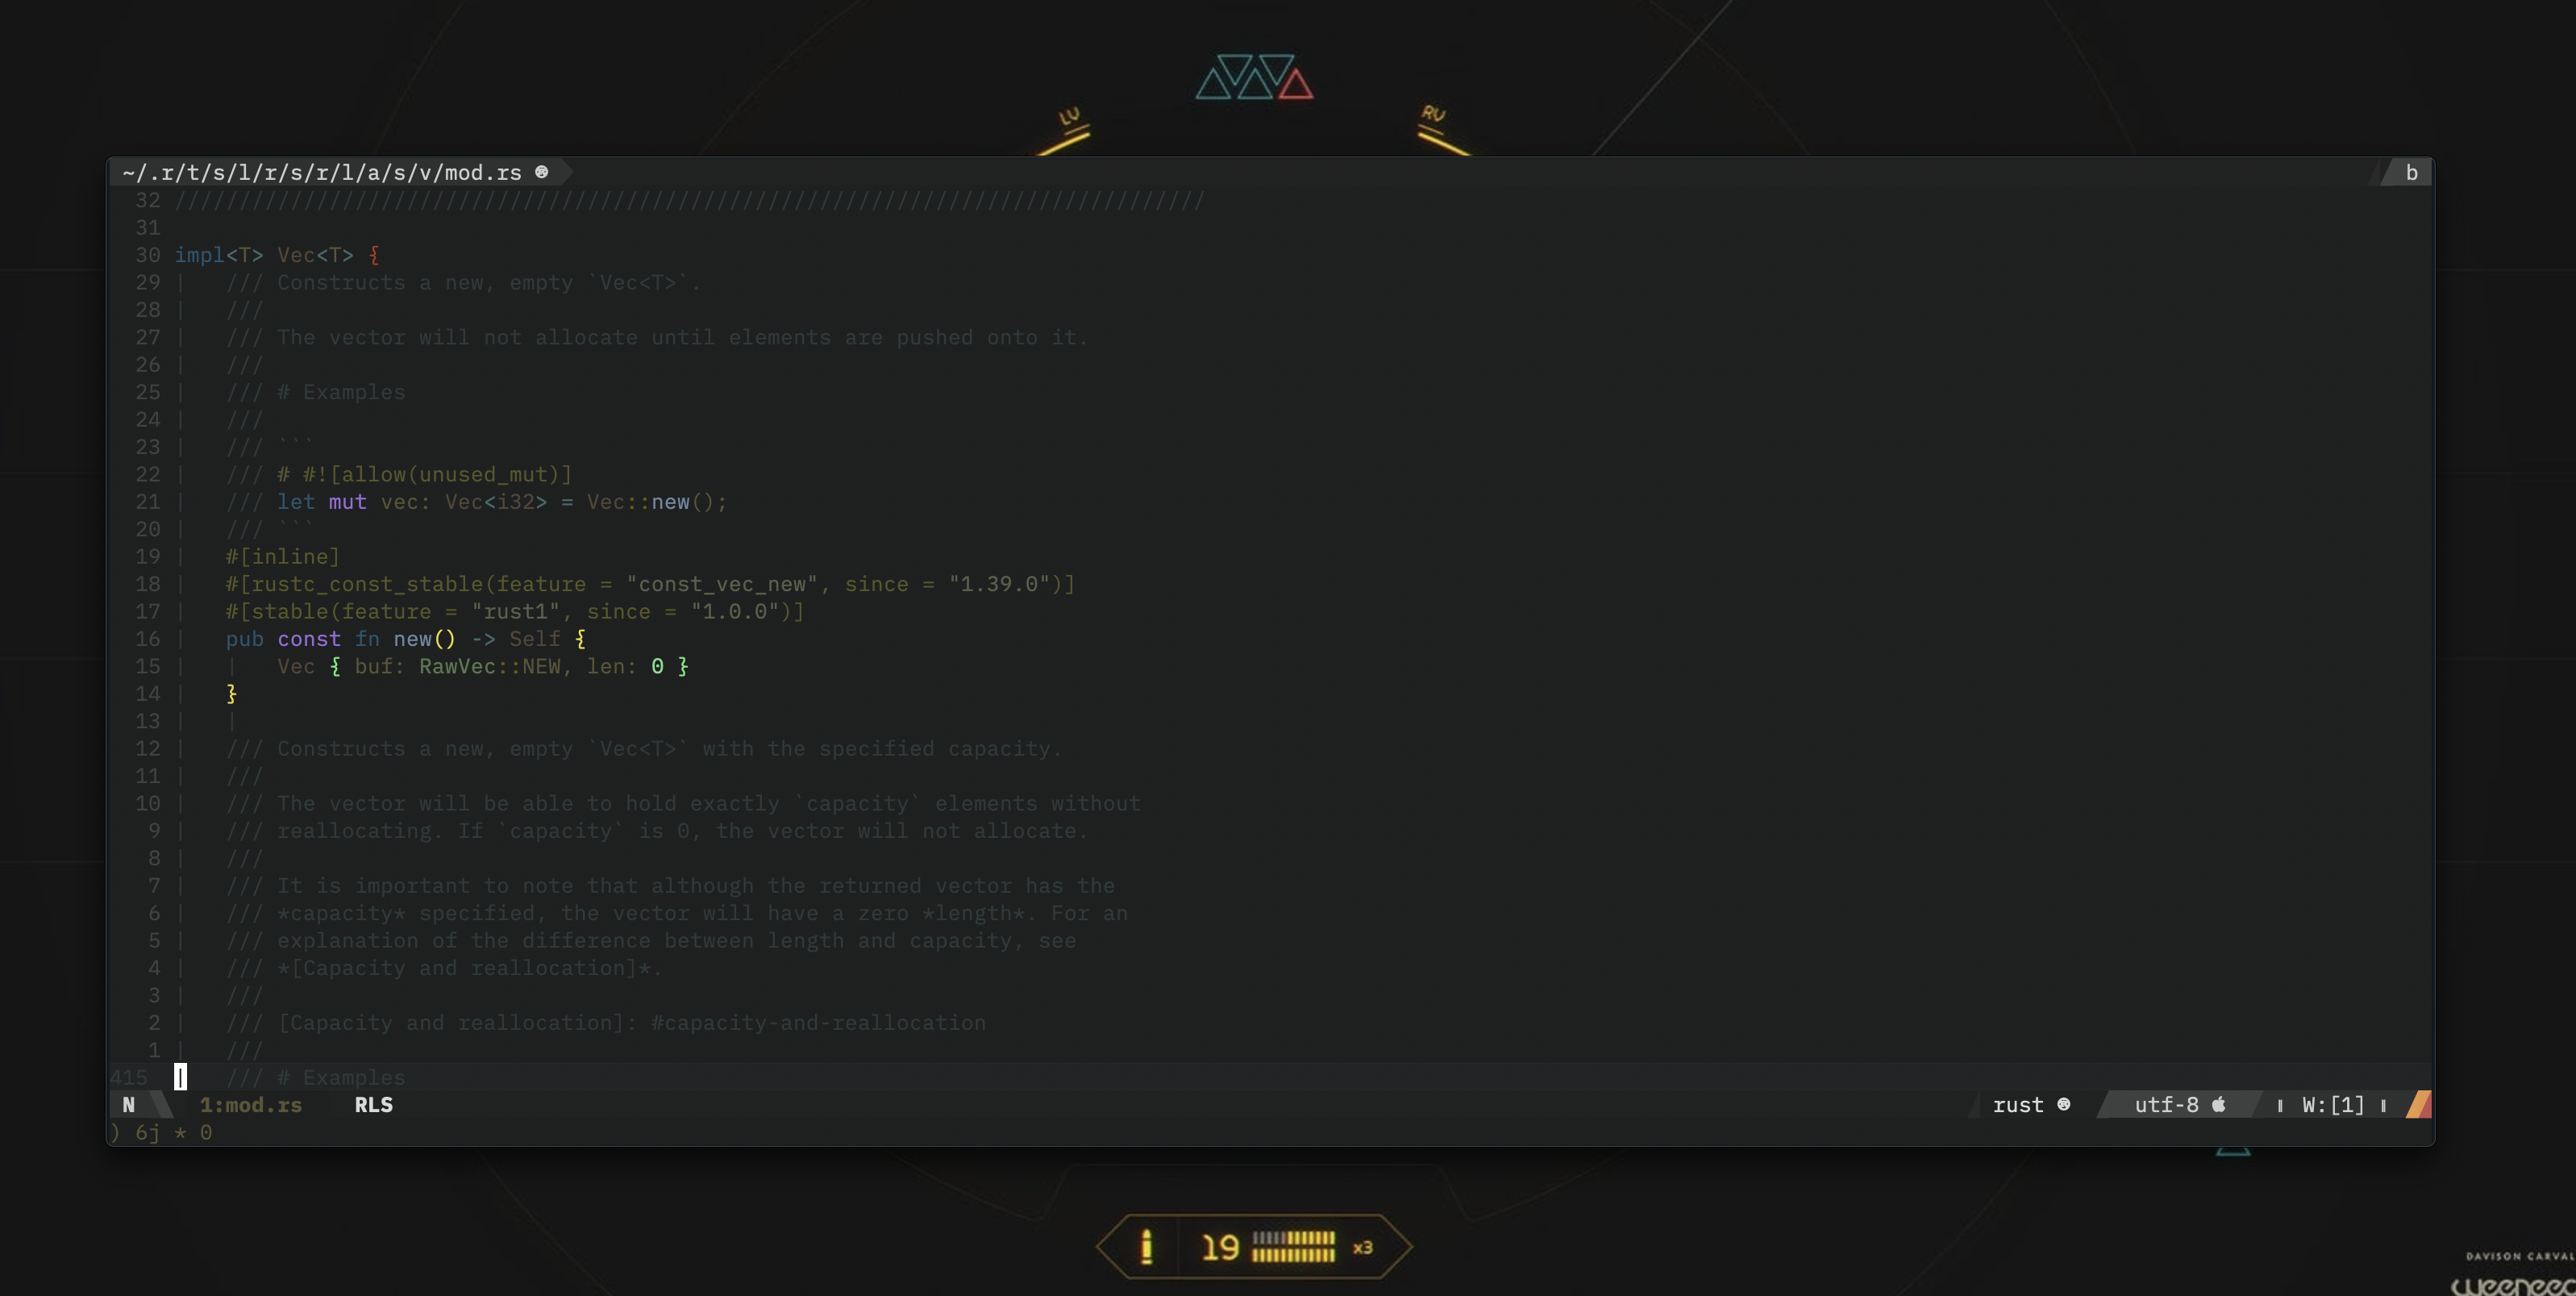 LV
RV
~/.r/t/s/l/r/s/r/l/a/s/v/mod.rs
b
32 ////////////////////////////////////////////////////////////////////////////////
31
30 impl<T> Vec<T> {
29 |   /// Constructs a new, empty `Vec<T>`.
28 |   ///
27 |   /// The vector will not allocate until elements are pushed onto it.
26 |   ///
25 |   /// # Examples
24 |   ///
23 |   /// ```
22 |   /// # #![allow(unused_mut)]
21 |   /// let mut vec: Vec<i32> = Vec::new();
20 |   /// ```
19 |   #[inline]
18 |   #[rustc_const_stable(feature = "const_vec_new", since = "1.39.0")]
17 |   #[stable(feature = "rust1", since = "1.0.0")]
16 |   pub const fn new() -> Self {
15 |   |   Vec { buf: RawVec::NEW, len: 0 }
14 |   }
13 |   |
12 |   /// Constructs a new, empty `Vec<T>` with the specified capacity.
11 |   ///
10 |   /// The vector will be able to hold exactly `capacity` elements without
9 |   /// reallocating. If `capacity` is 0, the vector will not allocate.
8 |   ///
7 |   /// It is important to note that although the returned vector has the
6 |   /// *capacity* specified, the vector will have a zero *length*. For an
5 |   /// explanation of the difference between length and capacity, see
4 |   /// *[Capacity and reallocation]*.
3 |   ///
2 |   /// [Capacity and reallocation]: #capacity-and-reallocation
1 |   ///
415 |   /// # Examples
N 1:mod.rs RLS rust utf-8 W:[1]
) 6j * 0
19 x3
DAVISON